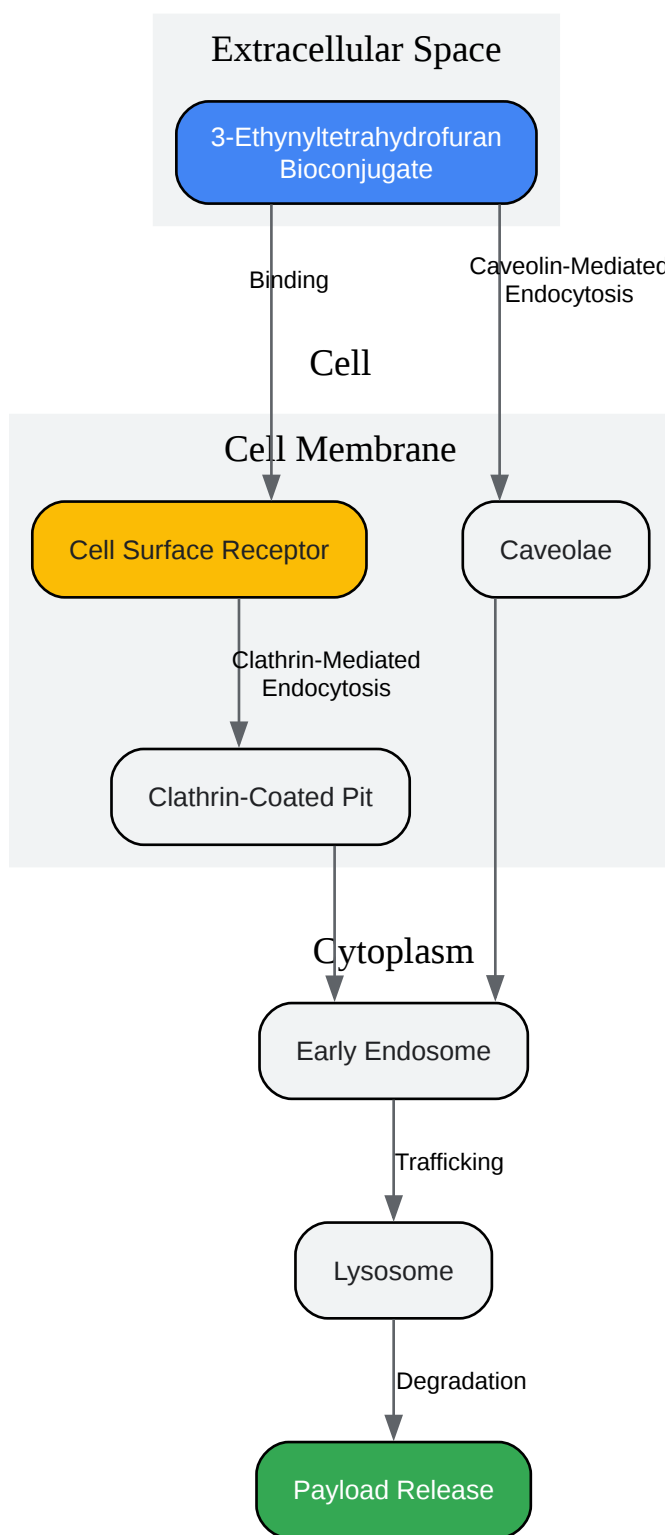 Extracellular Space
3-Ethynyltetrahydrofuran
Bioconjugate
Binding
Caveolin-Mediated
Endocytosis
Cell
Cell Membrane
Cell Surface Receptor
Caveolae
Clathrin-Mediated
Endocytosis
Clathrin-Coated Pit
Cytoplasm
Early Endosome
Trafficking
Lysosome
Degradation
Payload Release